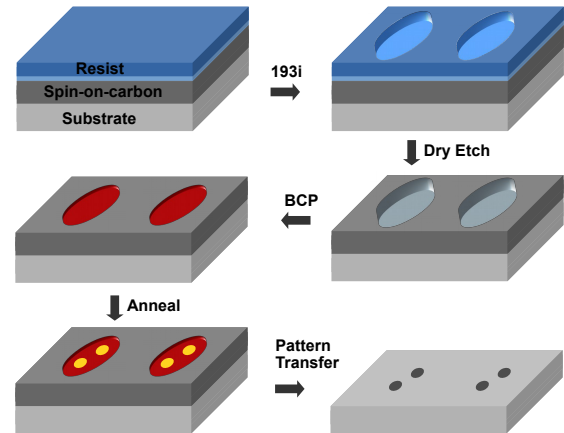 Resist
Spin-on-carbon
Substrate
193i
Dry Etch
BCP
Anneal
Pattern
Transfer